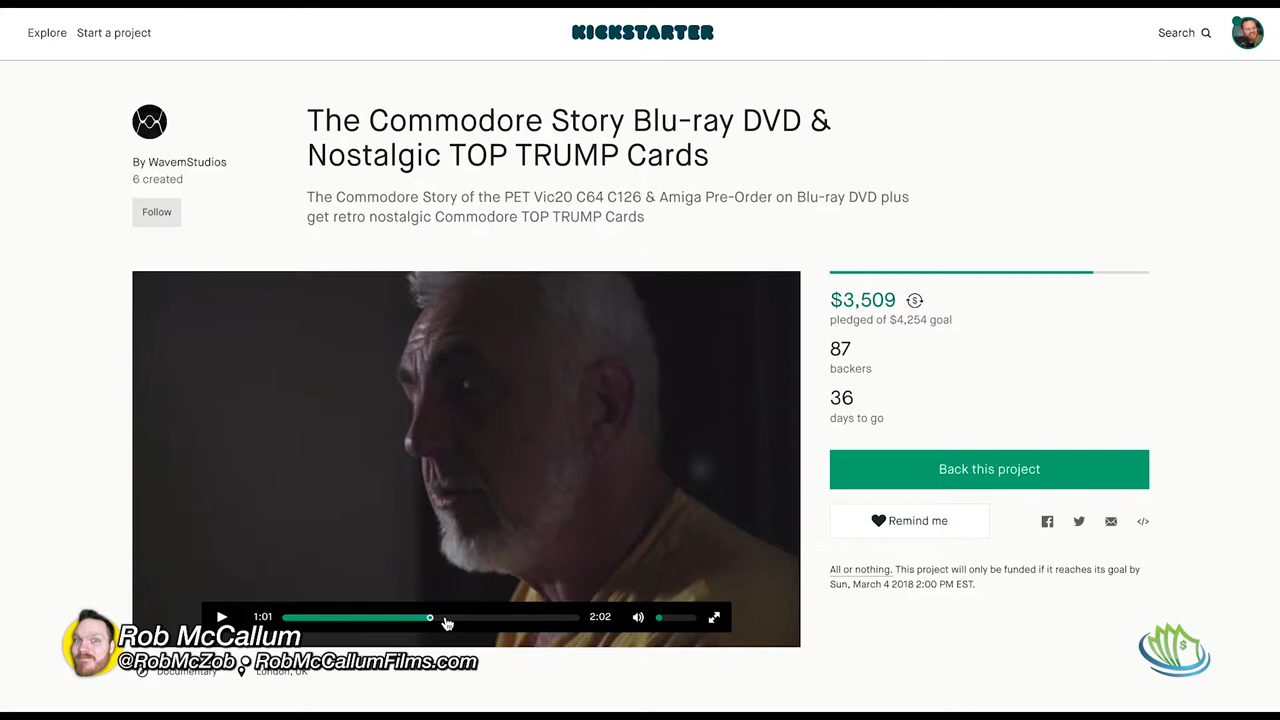 Explore
Start a project
KICKSTARTER
Search
The Commodore Story Blu-ray DVD &
Nostalgic TOP TRUMP Cards
By WavemStudios
6 created
Follow
The Commodore Story of the PET Vic20 C64 C126 & Amiga Pre-Order on Blu-ray DVD plus
get retro nostalgic Commodore TOP TRUMP Cards
$3,509
pledged of $4,254 goal
87
backers
36
days to go
Back this project
Remind me
</>
All or nothing. This project will only be funded if it reaches its goal by
Sun, March 4 2018 2:00 PM EST.
1:01
2:02
Rob McCallum
@RobMcZob • RobMcCallumFilms.com
Documentary
London, UK
$